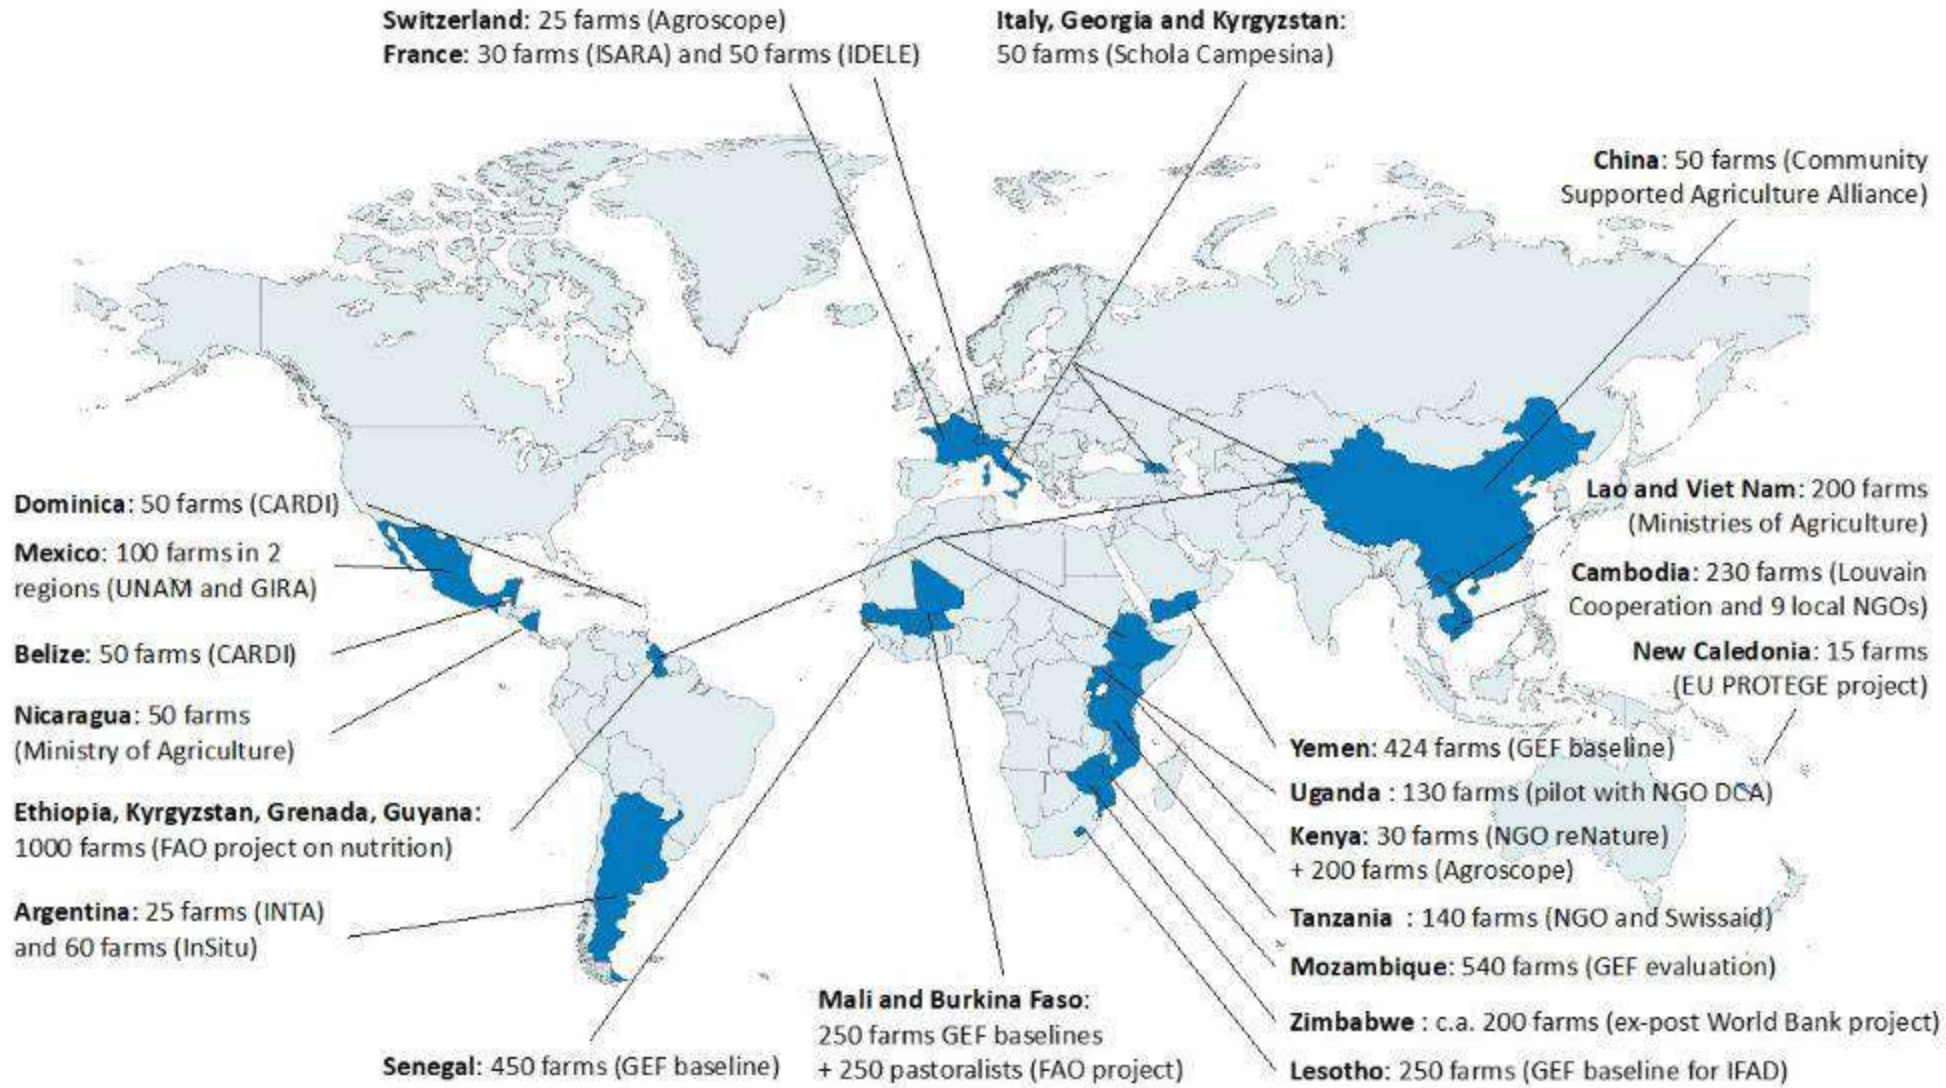 Switzerland: 25 farms (Agroscope)
France: 30 farms (ISARA) and 50 farms (IDELE)
Italy, Georgia and Kyrgyzstan:
50 farms (Schola Campesina)
China: 50 farms (Community
Supported Agriculture Alliance)
Dominica: 50 farms (CARDI)
Mexico: 100 farms in 2
regions (UNAM and GIRA)
Belize: 50 farms (CARDI)
Nicaragua: 50 farms
(Ministry of Agriculture)
Ethiopia, Kyrgyzstan, Grenada, Guyana:
1000 farms (FAO project on nutrition)
Argentina: 25 farms (INTA)
and 60 farms (InSitu)
Senegal: 450 farms (GEF baseline)
Mali and Burkina Faso:
250 farms GEF baselines
+ 250 pastoralists (FAO project)
Lao and Viet Nam: 200 farms
(Ministries of Agriculture)
Cambodia: 230 farms (Louvain
Cooperation and 9 local NGOs)
New Caledonia: 15 farms
(EU PROTEGE project)
Yemen: 424 farms (GEF baseline)
Uganda : 130 farms (pilot with NGO DCA)
Kenya: 30 farms (NGO reNature)
+ 200 farms (Agroscope)
Tanzania : 140 farms (NGO and Swissaid)
Mozambique: 540 farms (GEF evaluation)
Zimbabwe : c.a. 200 farms (ex-post World Bank project)
Lesotho: 250 farms (GEF baseline for IFAD)